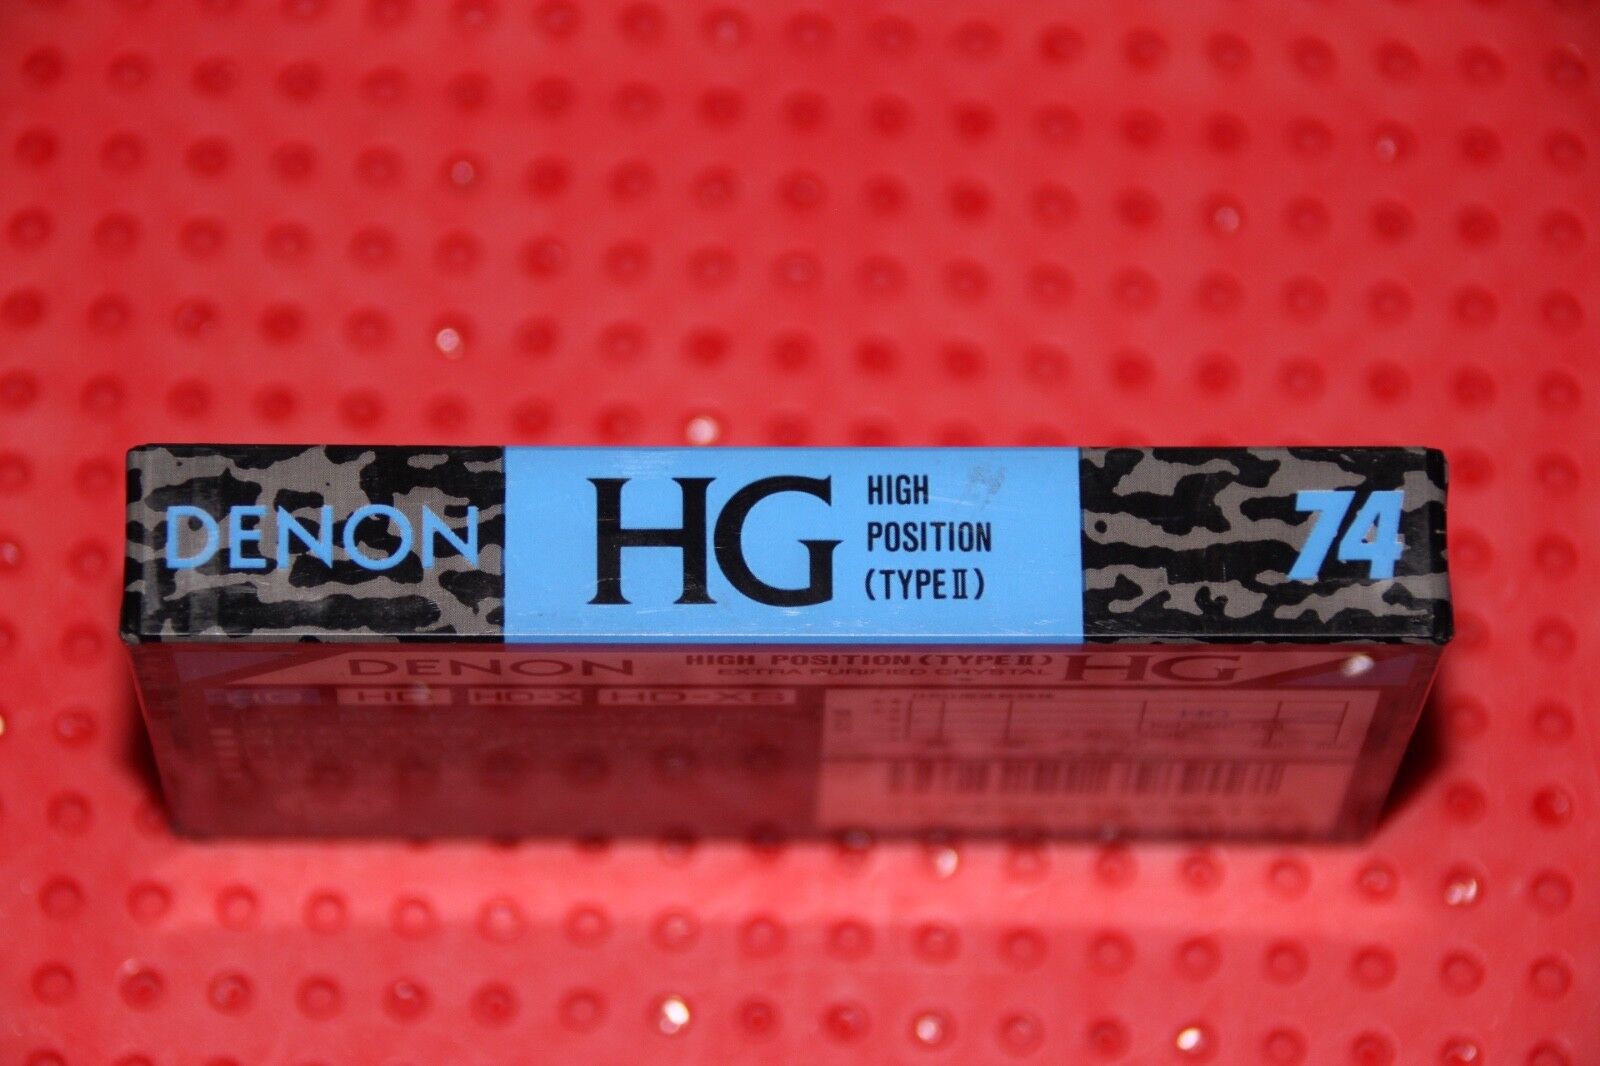 DENON
HG
HIGH
POSITION
(TYPE II)
74
DENON HIGH POSITION (TYPE II) HG
EXTRA PURIFIED CRYSTAL
HG HD HD-X HD-XS